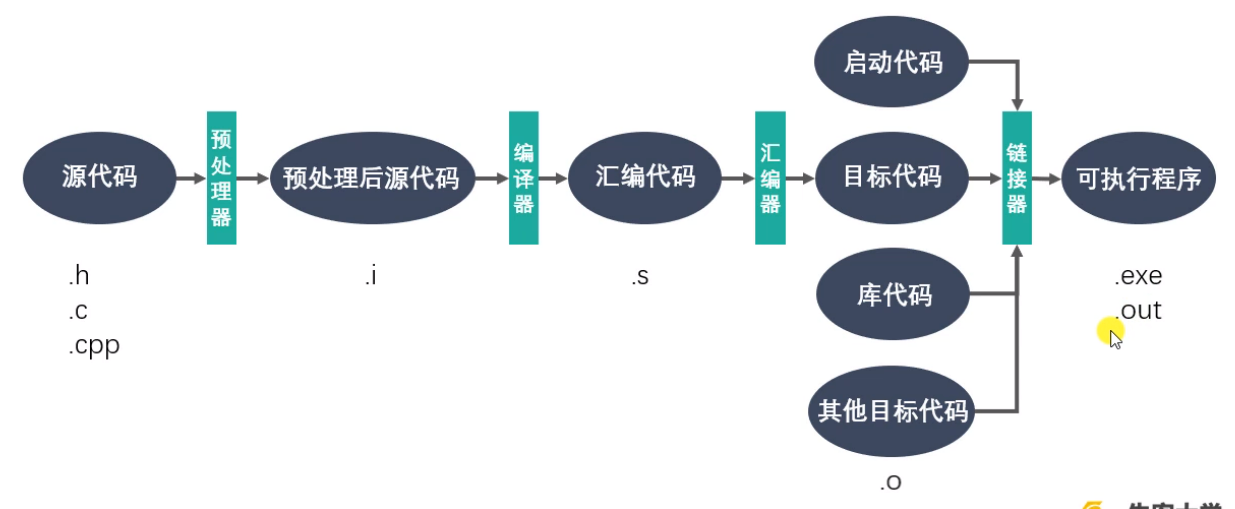 启动代码
源代码
预处理器
预处理后源代码
编译器
汇编代码
汇编器
目标代码
链接器
可执行程序
库代码
其他目标代码
.h
.c
.cpp
.i
.s
.o
.exe
.out